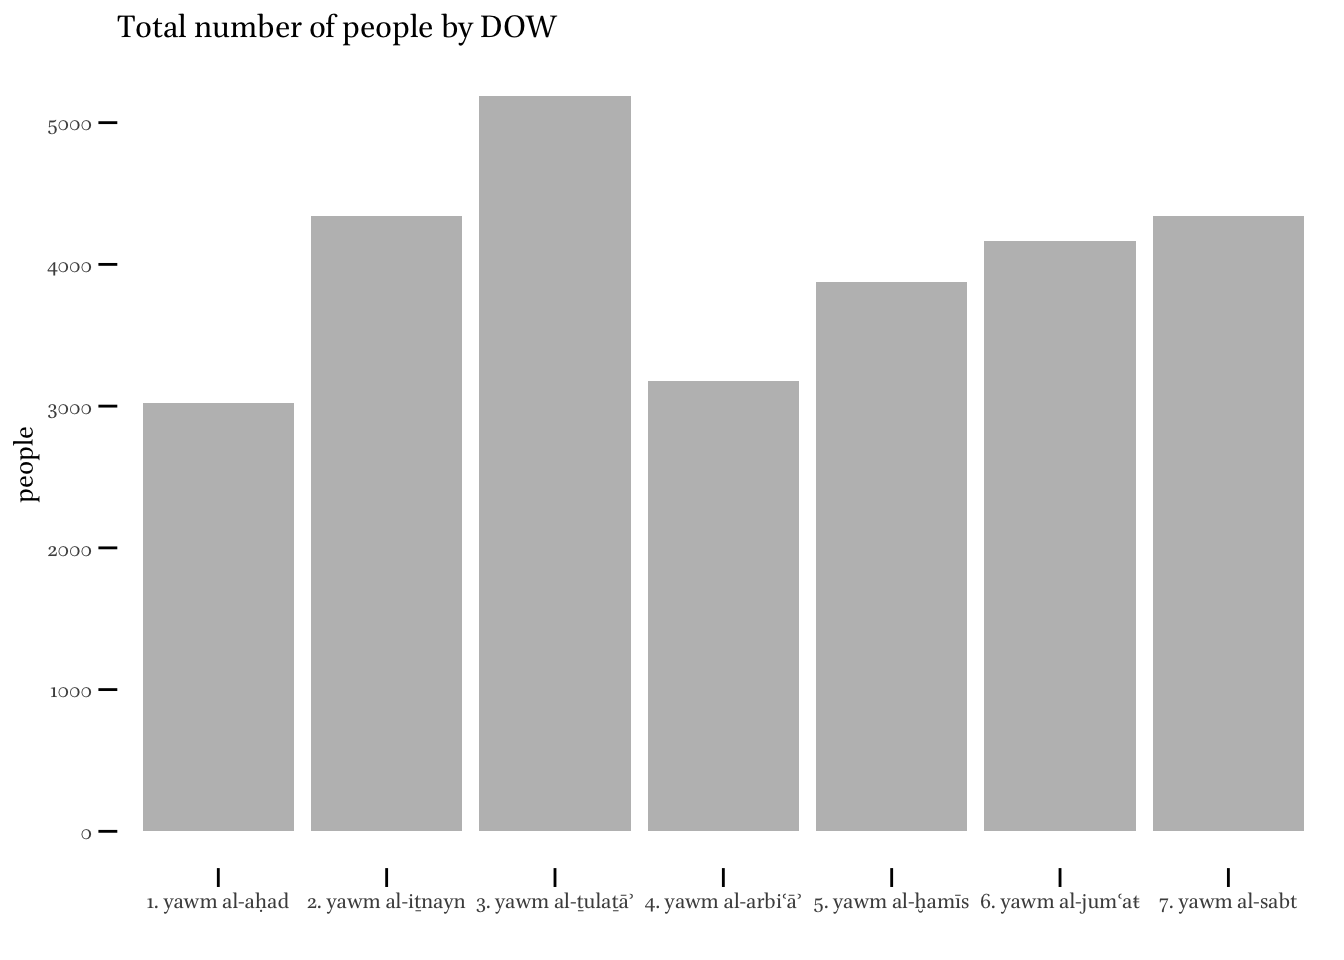 Total number of people by DOW
5000
4000
3000
2000
1000
0
people
1. yawm al-aḥad
2. yawm al-iṯnayn
3. yawm al-ṯulaṯāʾ
4. yawm al-arbiʿāʾ
5. yawm al-ḫamīs
6. yawm al-jumʿaŧ
7. yawm al-sabt